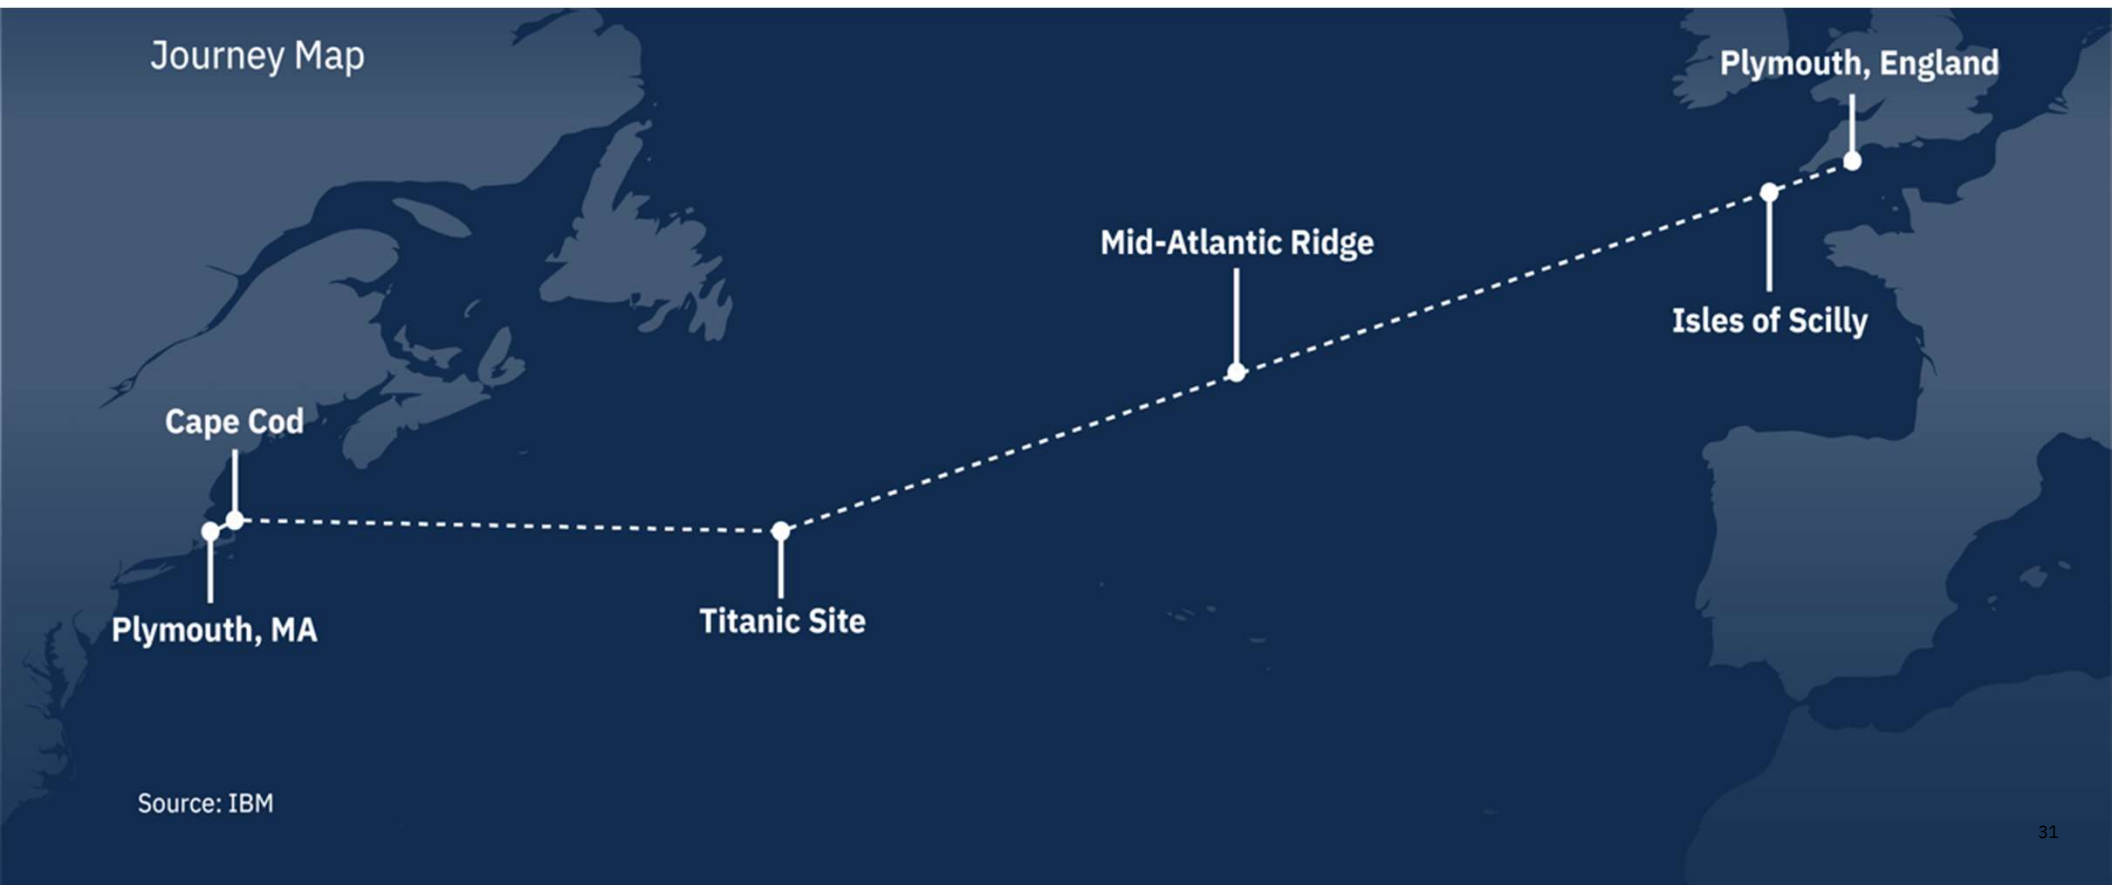 Journey Map
Plymouth, England
Mid-Atlantic Ridge
Isles of Scilly
Cape Cod
Titanic Site
Plymouth, MA
Source: IBM
31